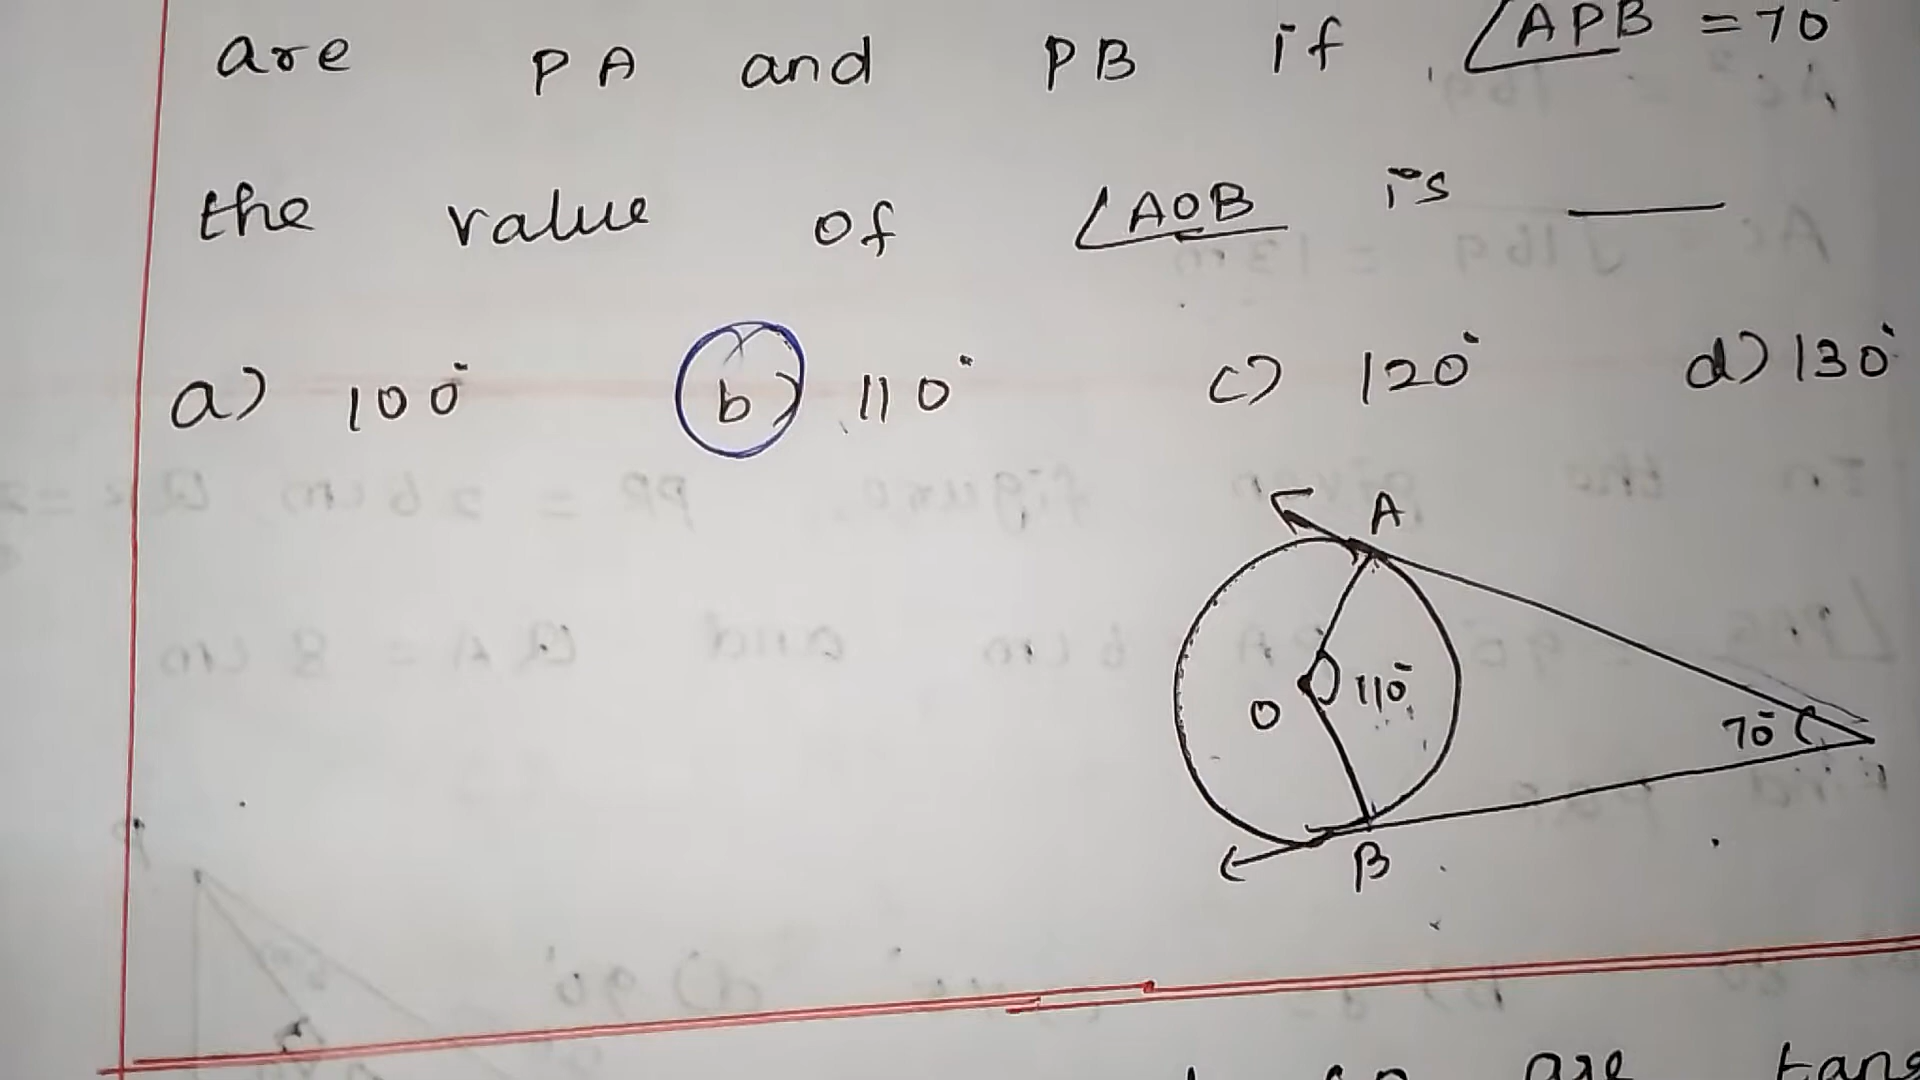 are PA and PB if ∠APB = 70°
the value of ∠AOB is ____
a) 100° b) 110° c) 120° d) 130°
A
O 110° 70°
B
are